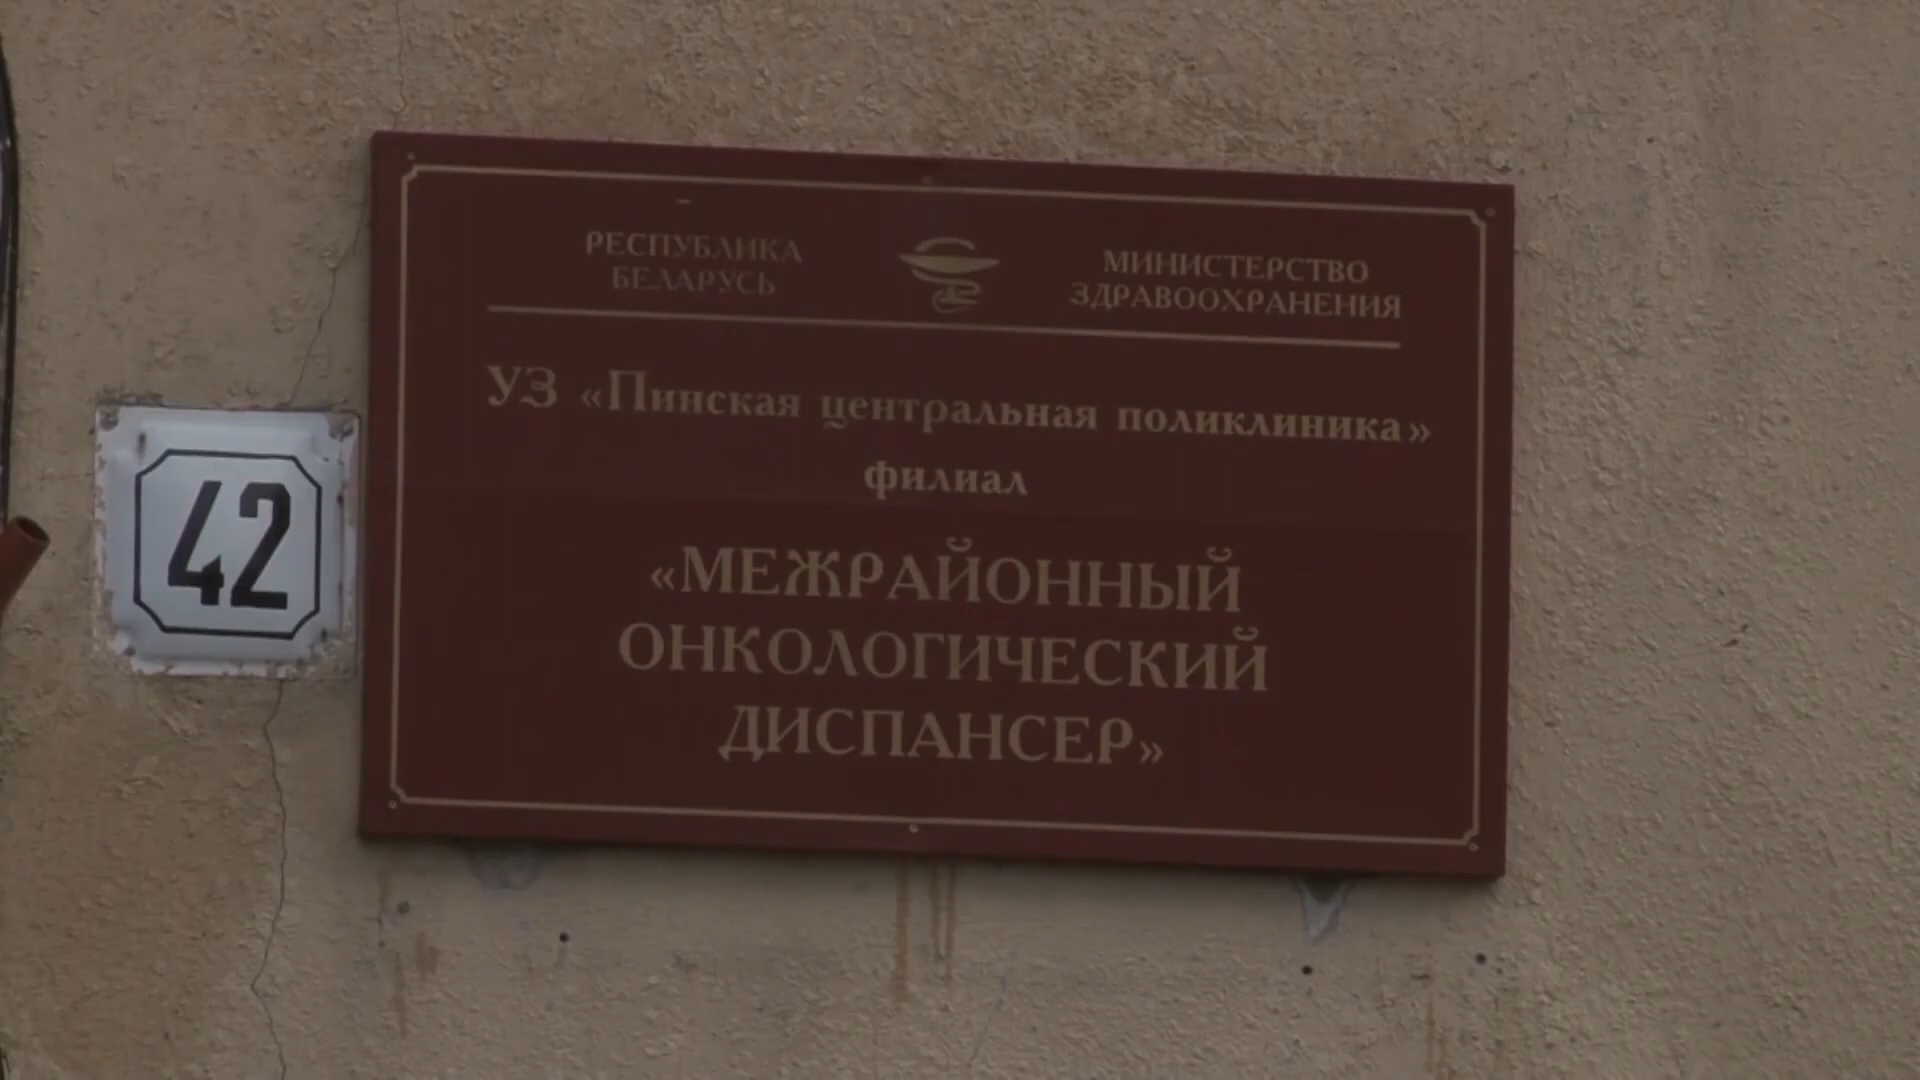 РЕСПУБЛИКА
БЕЛАРУСЬ
МИНИСТЕРСТВО
ЗДРАВООХРАНЕНИЯ
УЗ «Пинская центральная поликлиника»
филиал
«МЕЖРАЙОННЫЙ
ОНКОЛОГИЧЕСКИЙ
ДИСПАНСЕР»
42